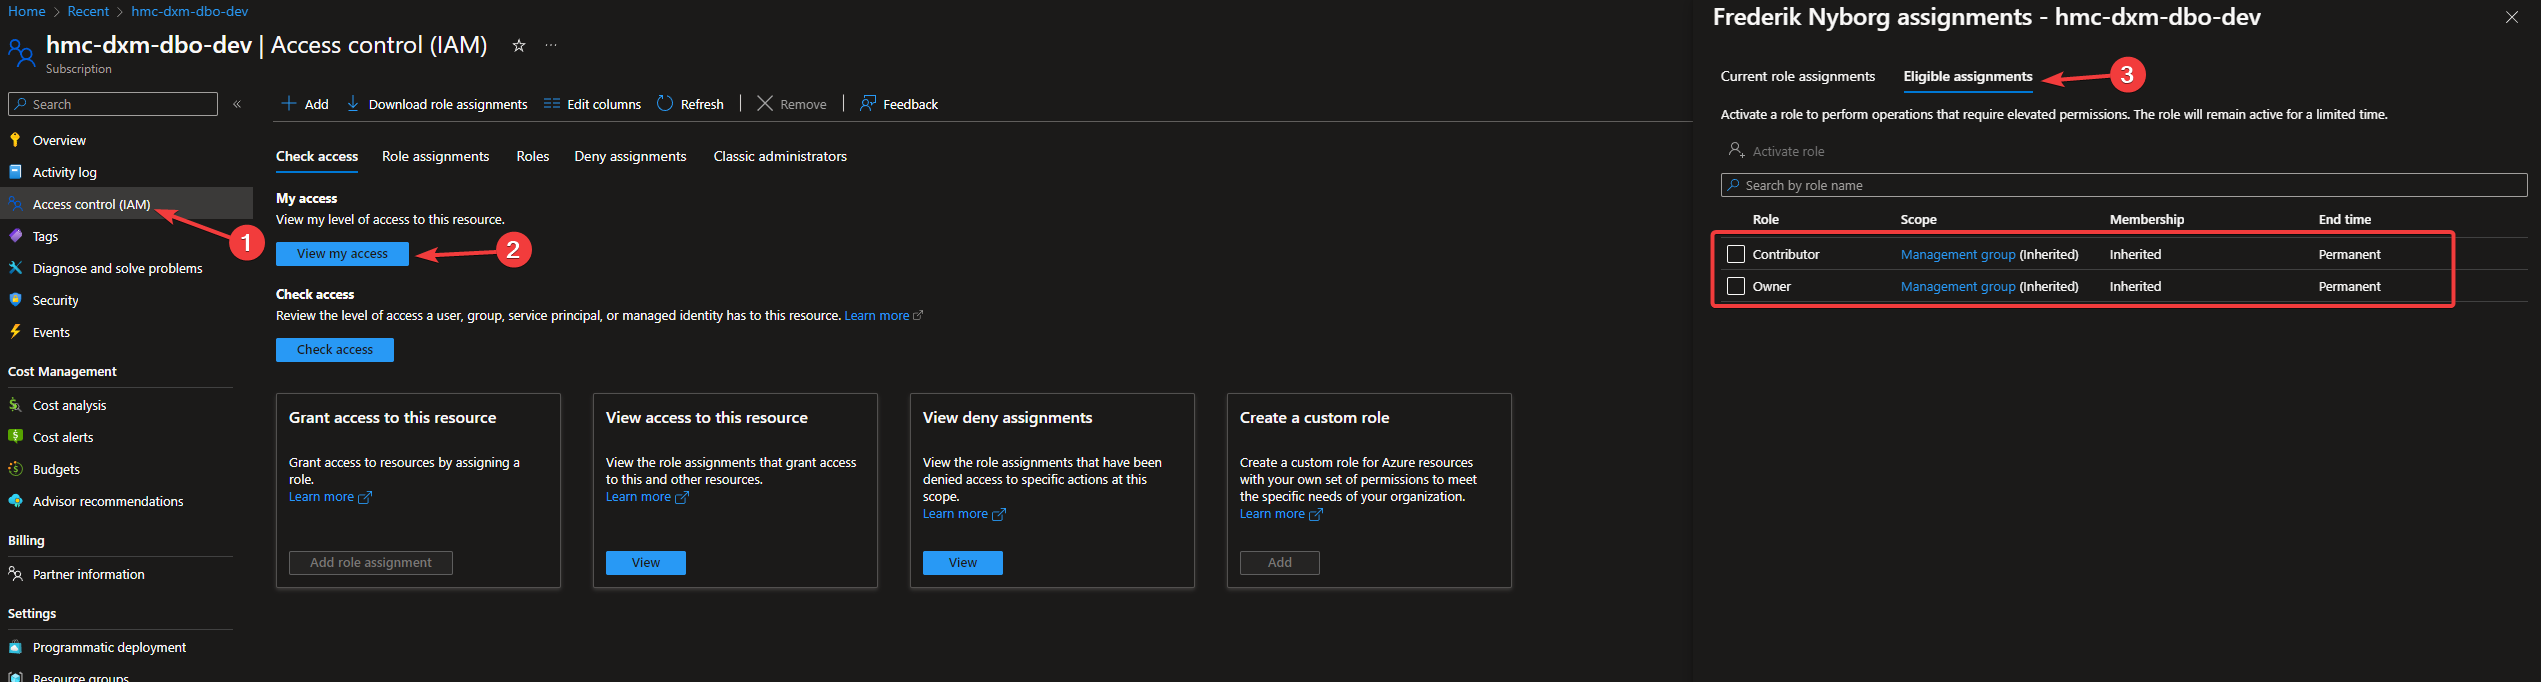 Home > Recent > hmc-dxm-dbo-dev
hmc-dxm-dbo-dev | Access control (IAM)
Subscription
Search
Overview
Activity log
Access control (IAM)
1
Tags
Diagnose and solve problems
Security
Events
Cost Management
Cost analysis
Cost alerts
Budgets
Advisor recommendations
Billing
Partner information
Settings
Programmatic deployment
Resource groups
Add
Download role assignments
Edit columns
Refresh
Remove
Feedback
Check access
Role assignments
Roles
Deny assignments
Classic administrators
My access
View my level of access to this resource.
View my access
2
Check access
Review the level of access a user, group, service principal, or managed identity has to this resource. Learn more
Check access
Grant access to this resource
Grant access to resources by assigning a
role.
Learn more
Add role assignment
View access to this resource
View the role assignments that grant access
to this and other resources.
Learn more
View
View deny assignments
View the role assignments that have been
denied access to specific actions at this
scope.
Learn more
View
Create a custom role
Create a custom role for Azure resources
with your own set of permissions to meet
the specific needs of your organization.
Learn more
Add
Frederik Nyborg assignments - hmc-dxm-dbo-dev
Current role assignments
Eligible assignments
3
Activate a role to perform operations that require elevated permissions. The role will remain active for a limited time.
Activate role
Search by role name
Role Scope Membership End time
Contributor Management group (Inherited) Inherited Permanent
Owner Management group (Inherited) Inherited Permanent